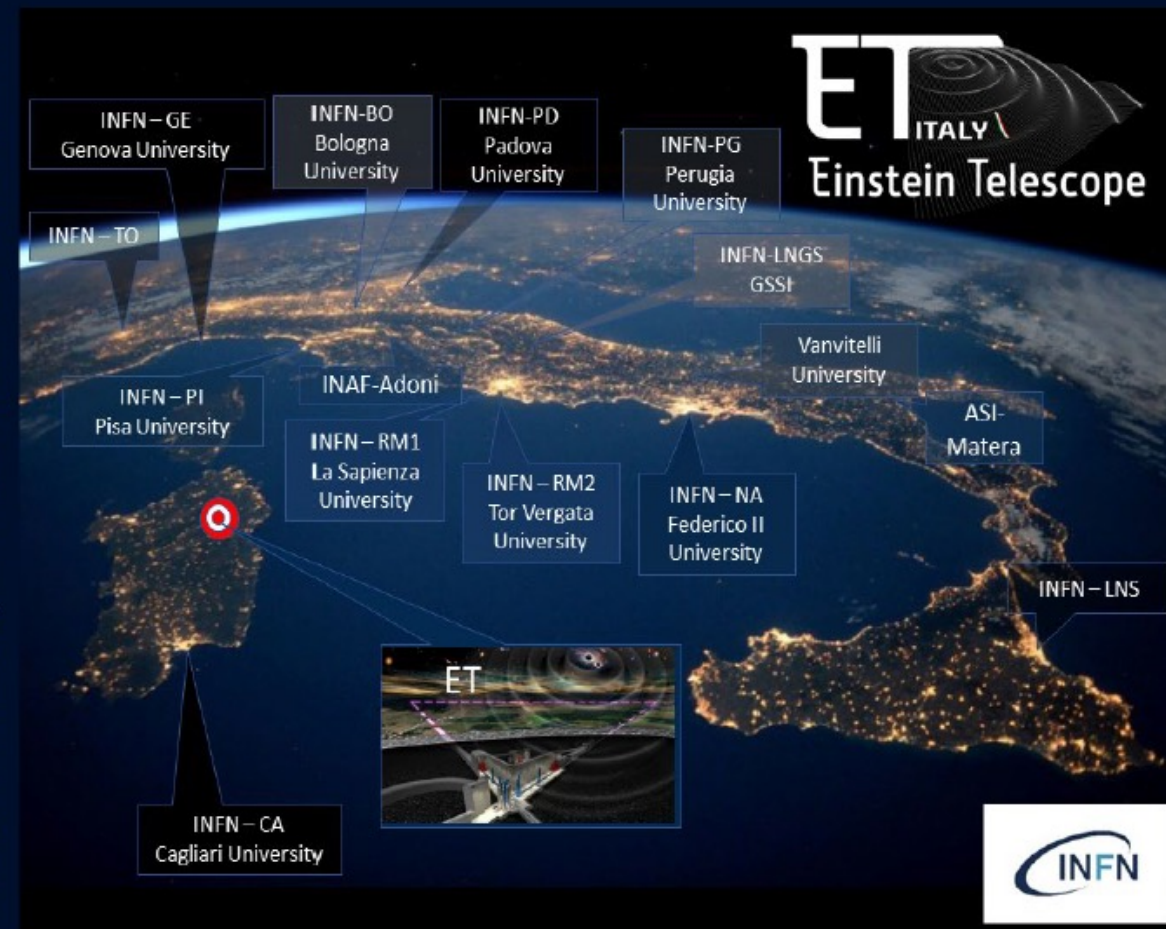 ET
ITALY
Einstein Telescope
INFN – GE
Genova University
INFN-BO
Bologna
University
INFN-PD
Padova
University
INFN-PG
Perugia
University
INFN – TO
INFN-LNGS
GSSI
Vanvitelli
University
INFN – PI
Pisa University
INAF-Adoni
ASI-
Matera
INFN – RM1
La Sapienza
University
INFN – RM2
Tor Vergata
University
INFN – NA
Federico II
University
INFN – LNS
ET
INFN – CA
Cagliari University
INFN